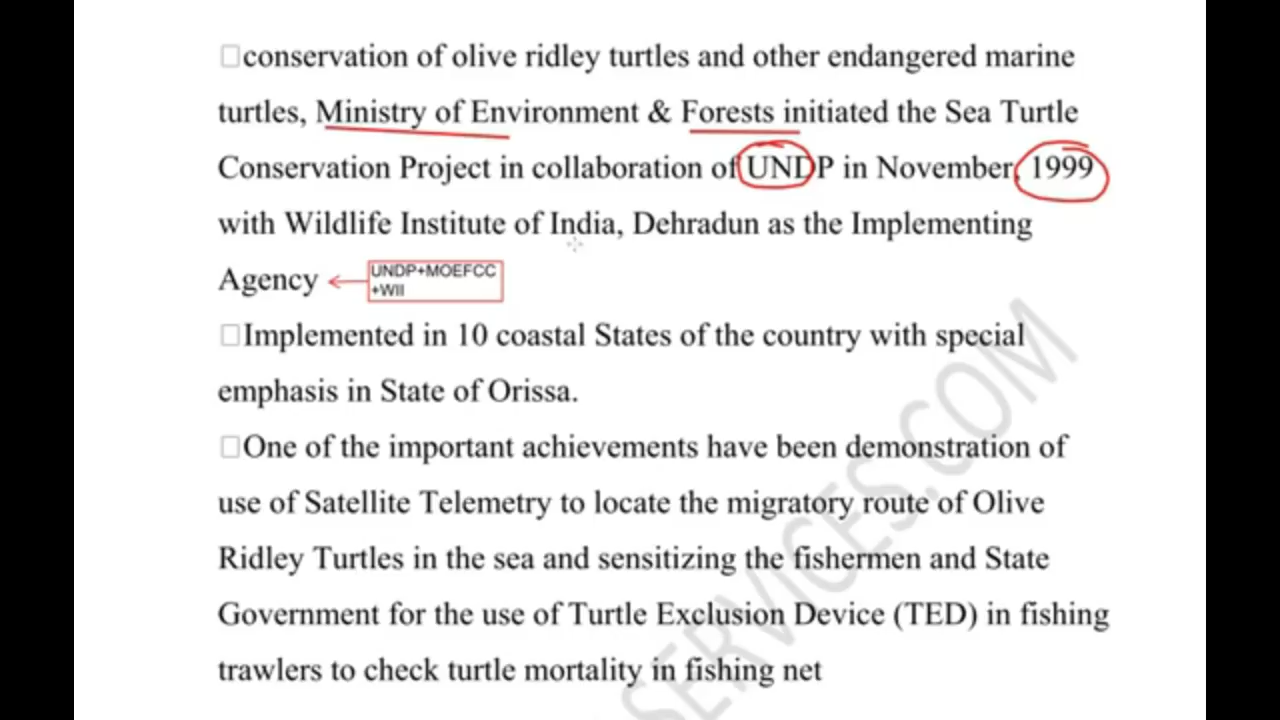 conservation of olive ridley turtles and other endangered marine
turtles, Ministry of Environment & Forests initiated the Sea Turtle
Conservation Project in collaboration of UNDP in November, 1999
with Wildlife Institute of India, Dehradun as the Implementing
Agency
UNDP+MOEFCC
+WII
Implemented in 10 coastal States of the country with special
emphasis in State of Orissa.
One of the important achievements have been demonstration of
use of Satellite Telemetry to locate the migratory route of Olive
Ridley Turtles in the sea and sensitizing the fishermen and State
Government for the use of Turtle Exclusion Device (TED) in fishing
trawlers to check turtle mortality in fishing net
SERVICES.COM